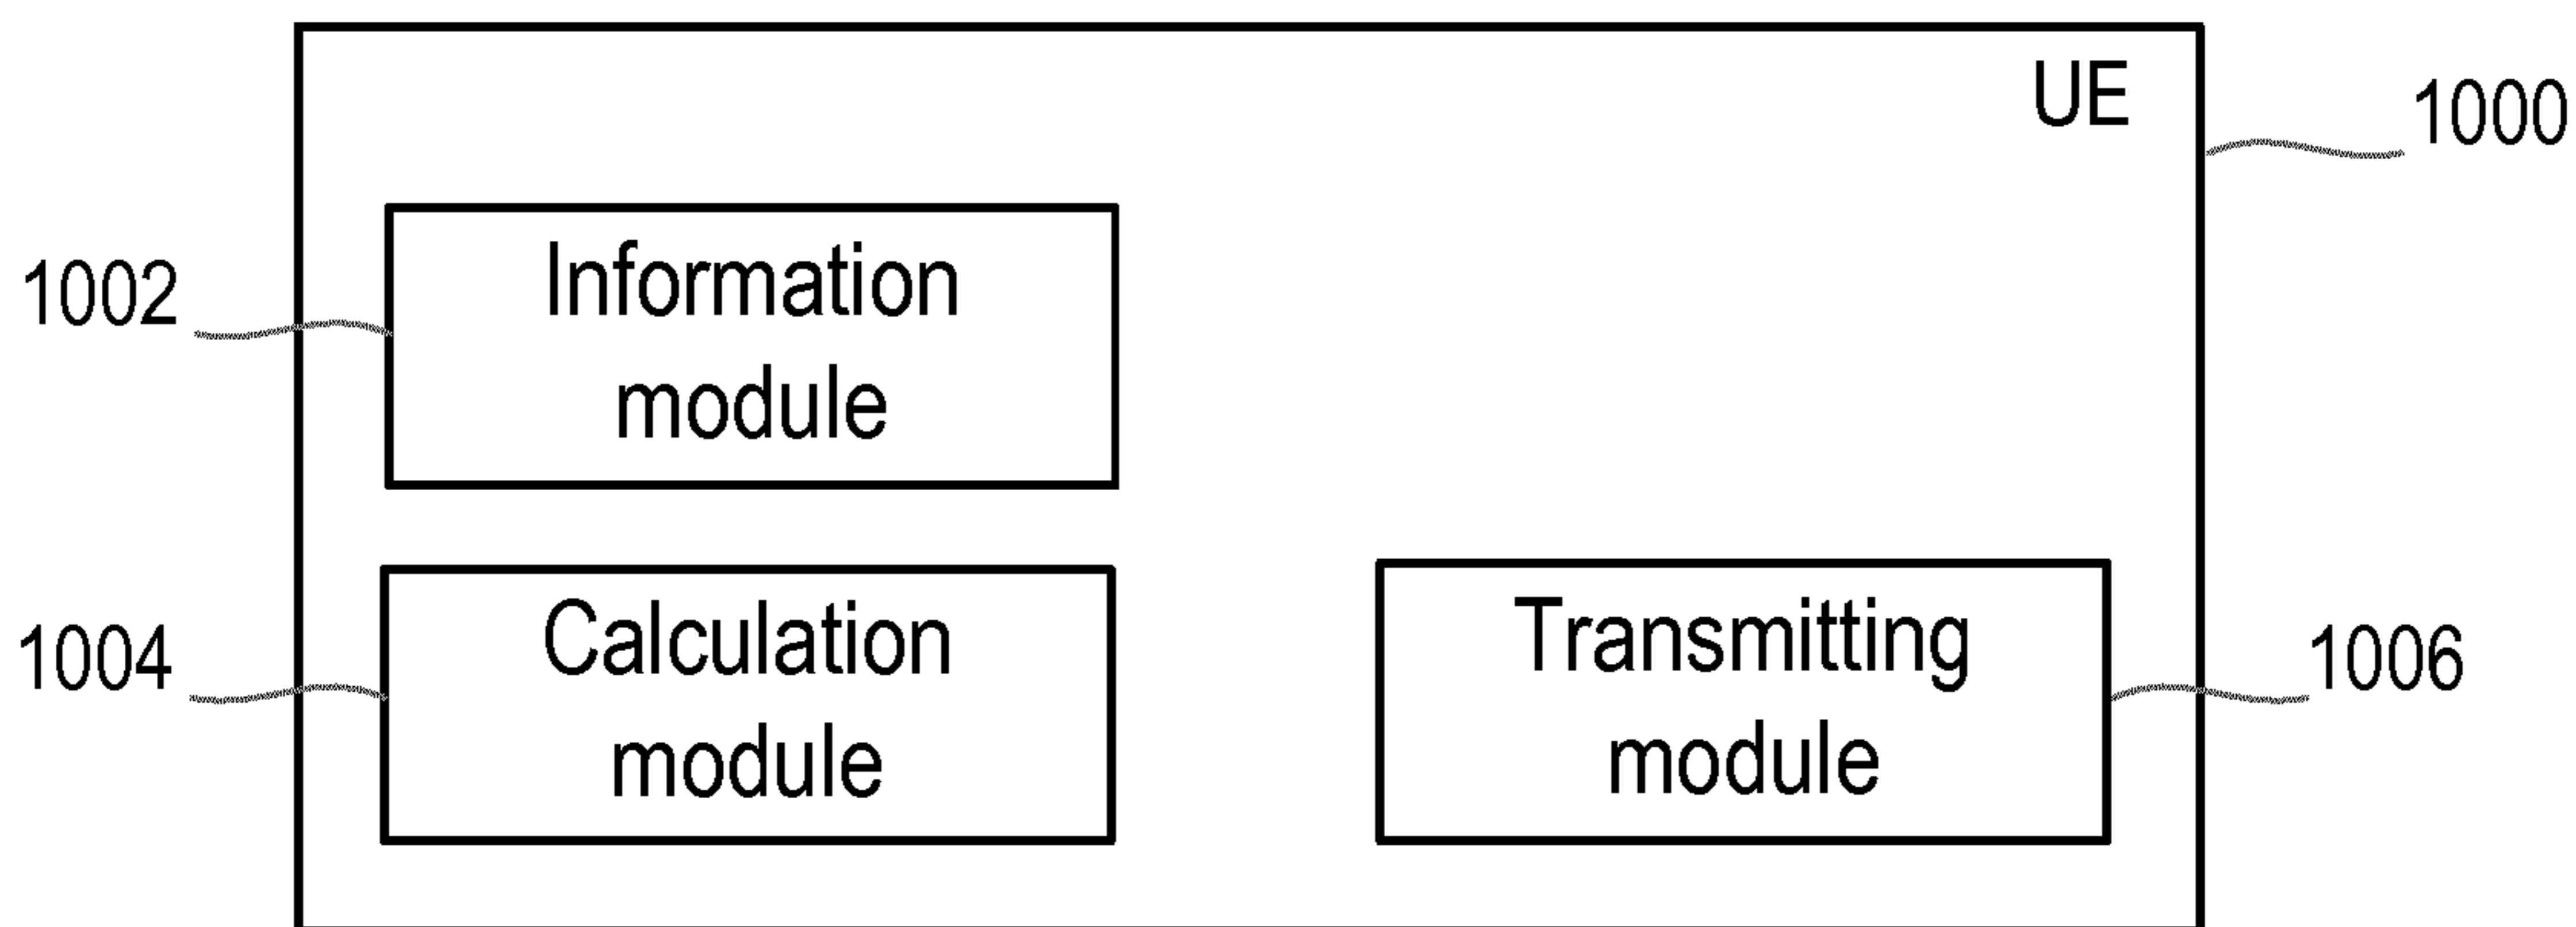 UE
1000
Information
module
1002
Calculation
module
1004
Transmitting
module
1006